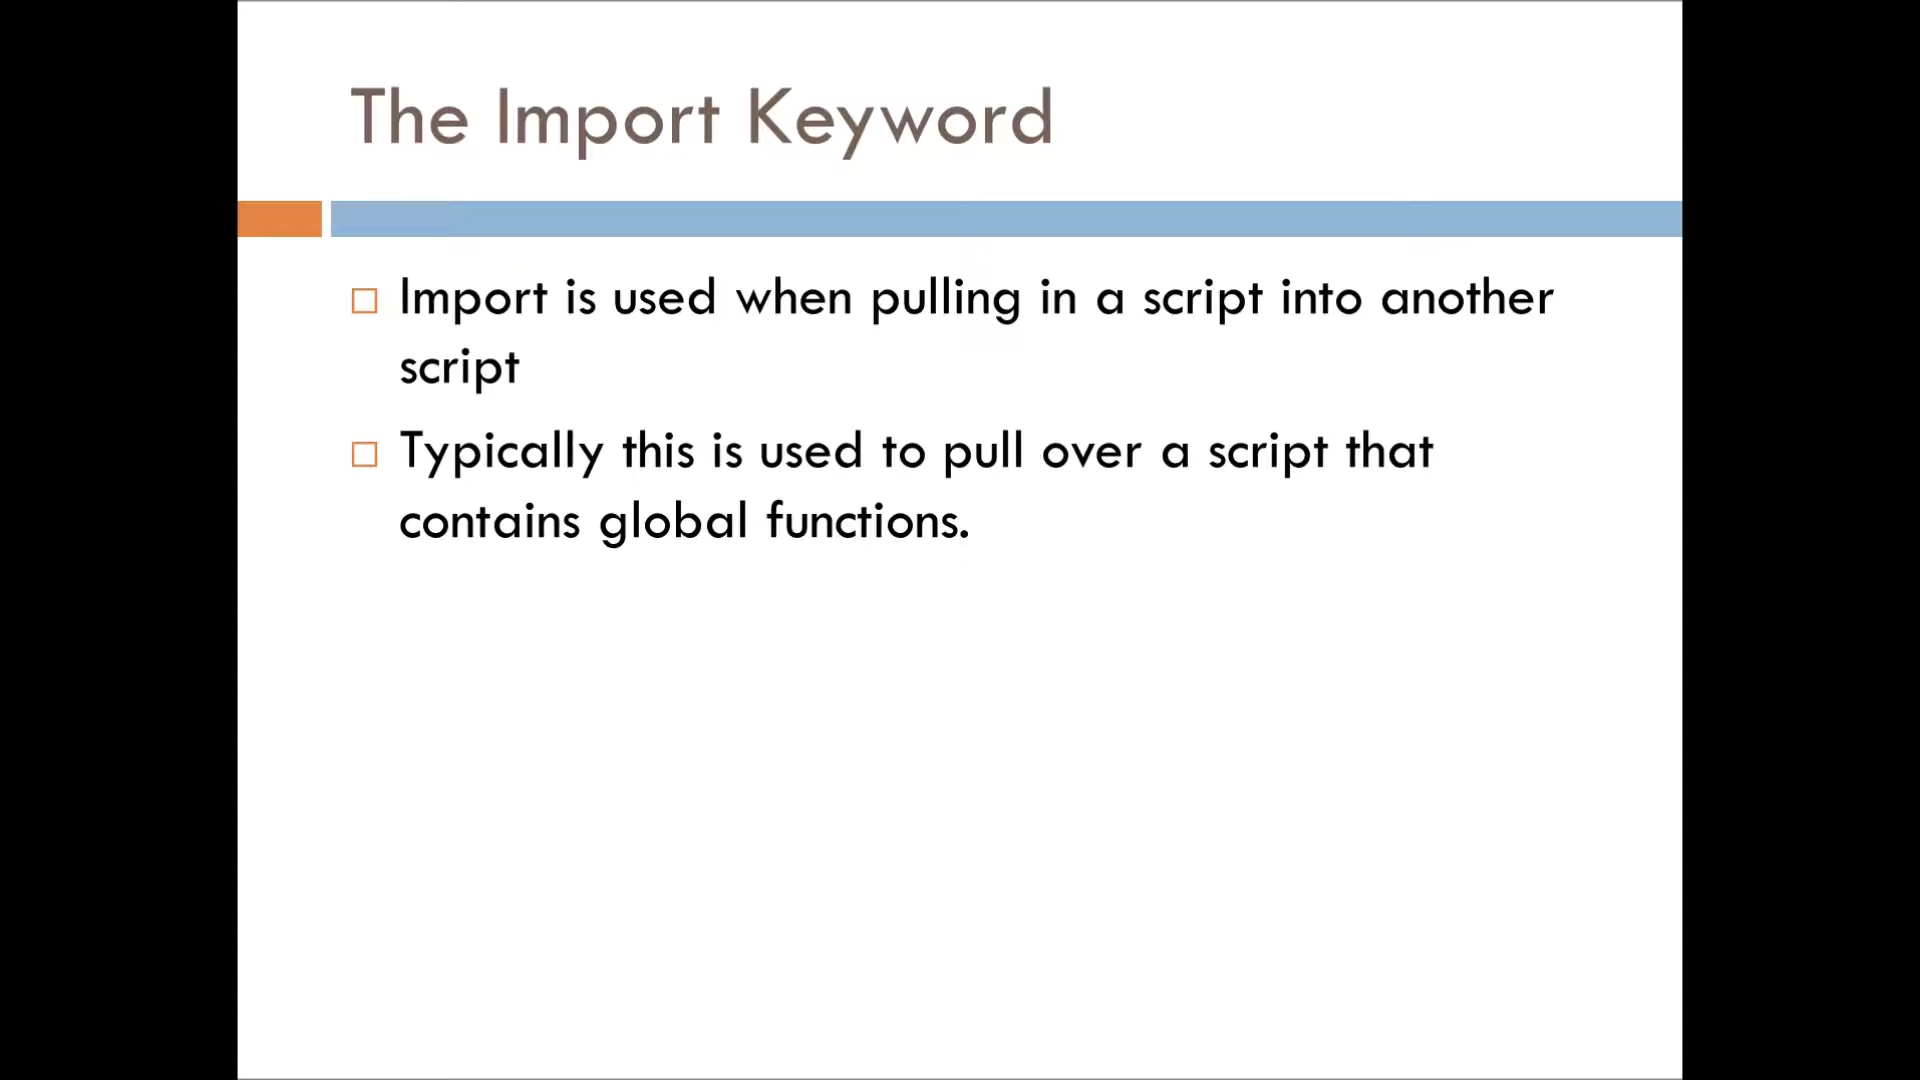 The Import Keyword
Import is used when pulling in a script into another
script
Typically this is used to pull over a script that
contains global functions.